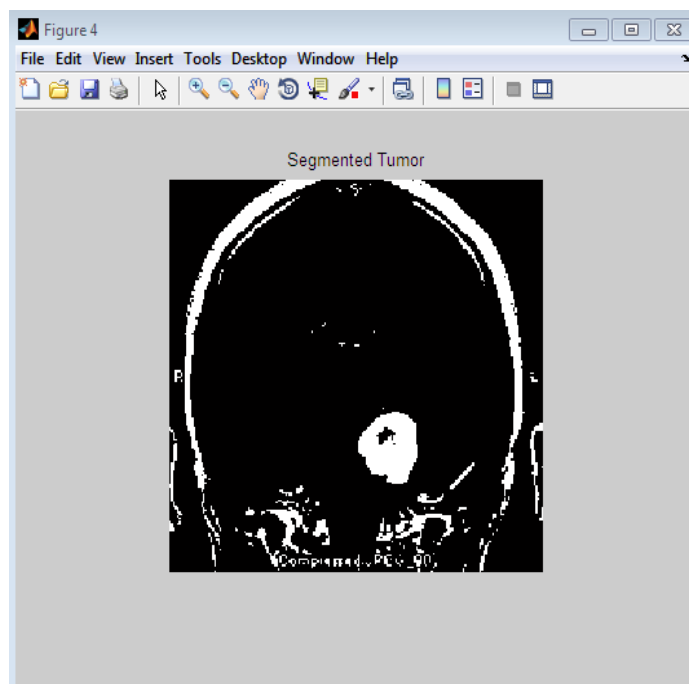 Figure 4
File Edit View Insert Tools Desktop Window Help
Segmented Tumor
S
R